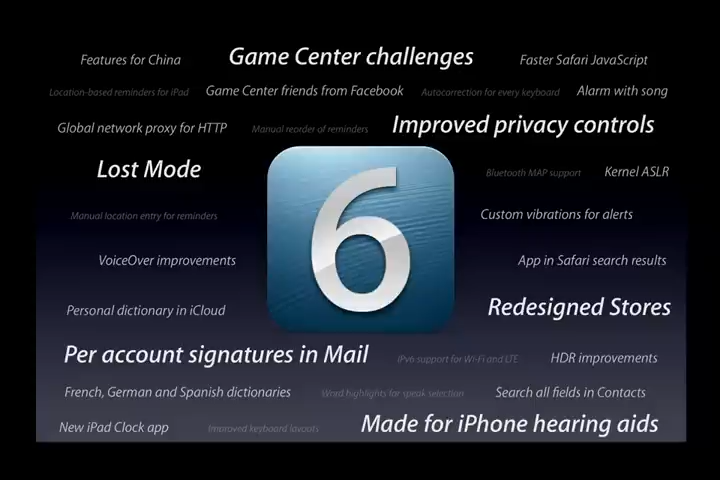 Features for China
Game Center challenges
Faster Safari JavaScript
Location-based reminders for iPad
Game Center friends from Facebook
Autocorrection for every keyboard
Alarm with song
Global network proxy for HTTP
Manual reorder of reminders
Improved privacy controls
Lost Mode
Bluetooth MAP support
Kernel ASLR
Manual location entry for reminders
6
Custom vibrations for alerts
VoiceOver improvements
App in Safari search results
Personal dictionary in iCloud
Redesigned Stores
Per account signatures in Mail
IPv6 support for Wi-Fi and LTE
HDR improvements
French, German and Spanish dictionaries
Word highlights for speak selection
Search all fields in Contacts
New iPad Clock app
Improved keyboard layouts
Made for iPhone hearing aids